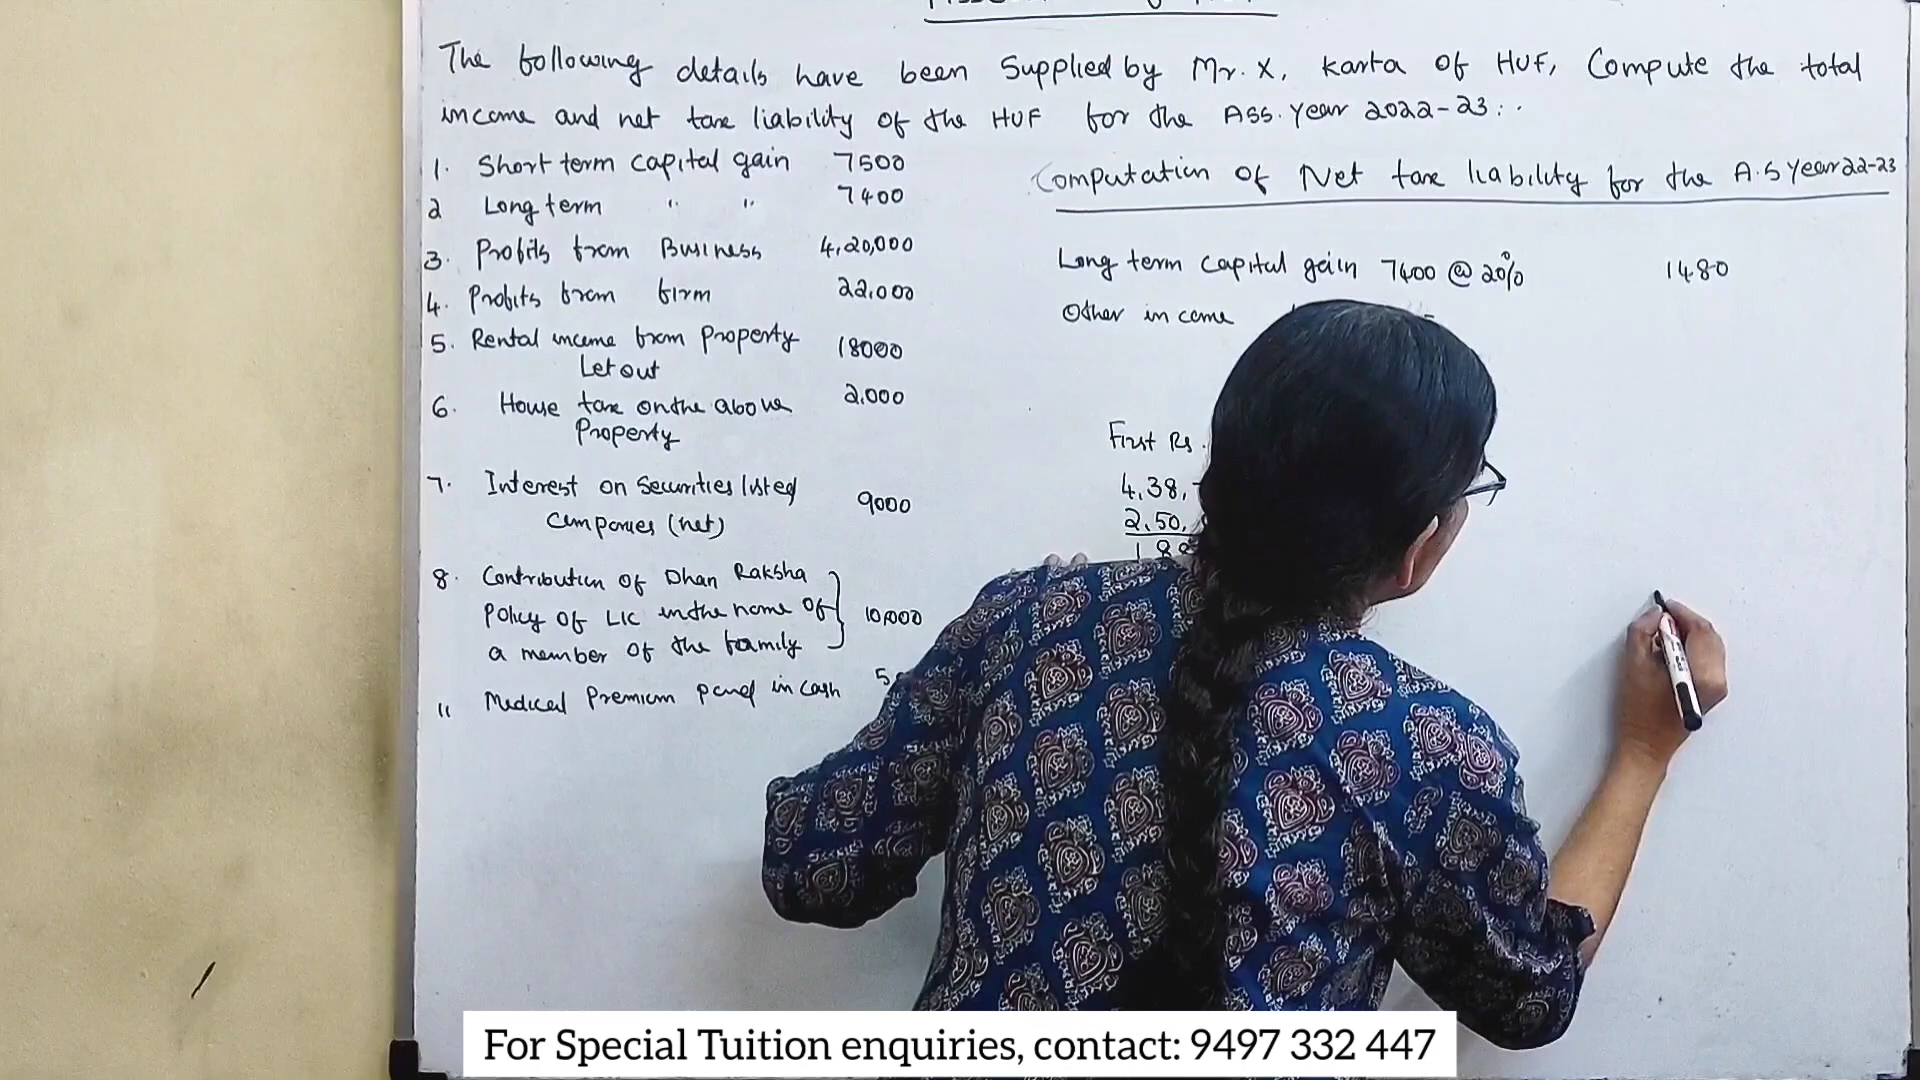 The following details have been Supplied by Mr. X, Karta of HUF, Compute the total
income and net tax liability of the HUF for the Ass. Year 2022-23:.
1. Short term capital gain 7500
2 Long term " " 7400
3. Profits from Business 4,20,000
4. Profits from firm 22,000
5. Rental income from Property 18000
Let out
6. House tax on the above 2,000
Property
7. Interest on Securities listed 9000
Companies (net)
8. Contribution of Dhan Raksha
Policy of LIC in the name of 10,000
a member of the family
11 Medical Premium paid in cash 5
Computation of Net tax liability for the A.S Year 22-23
Long term capital gain 7400 @ 20% 1480
Other income
First Rs.
4,38,
2,50,
188
For Special Tuition enquiries, contact: 9497 332 447